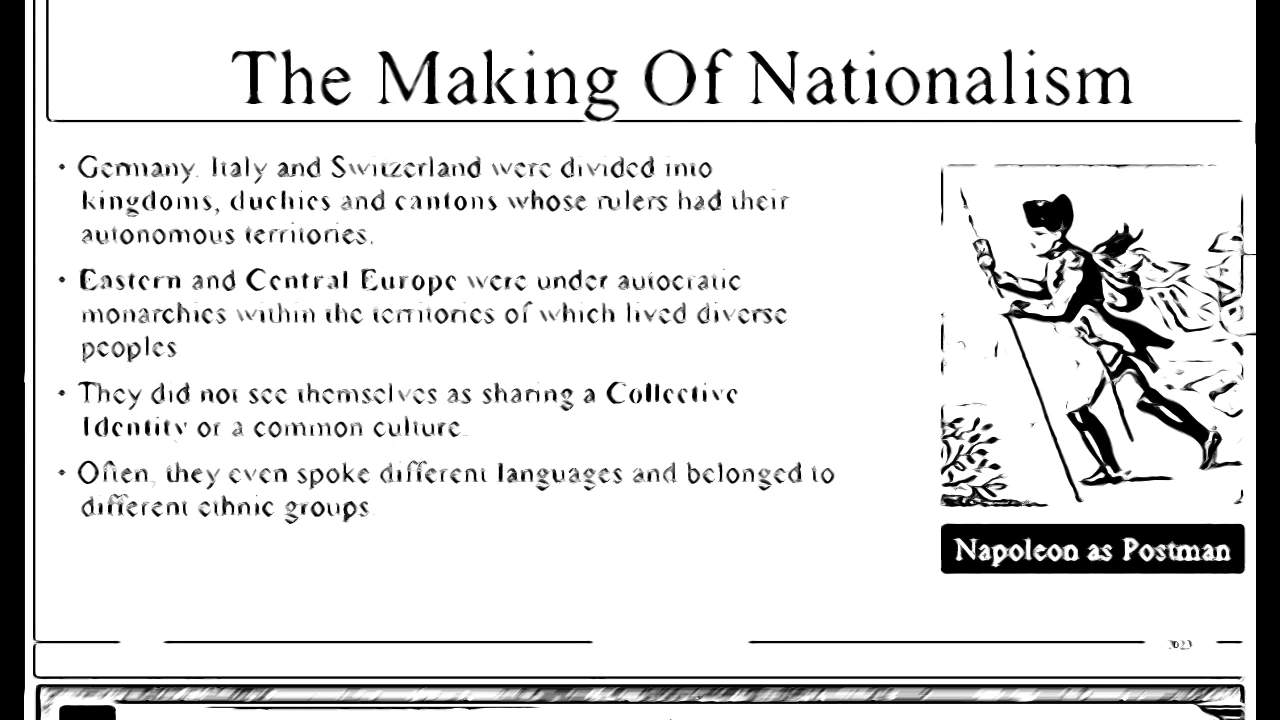 The Making Of Nationalism
• Germany, Italy and Switzerland were divided into
kingdoms, duchies and cantons whose rulers had their
autonomous territories.
• Eastern and Central Europe were under autocratic
monarchies within the territories of which lived diverse
peoples
• They did not see themselves as sharing a Collective
Identity or a common culture.
• Often, they even spoke different languages and belonged to
different ethnic groups
Napoleon as Postman